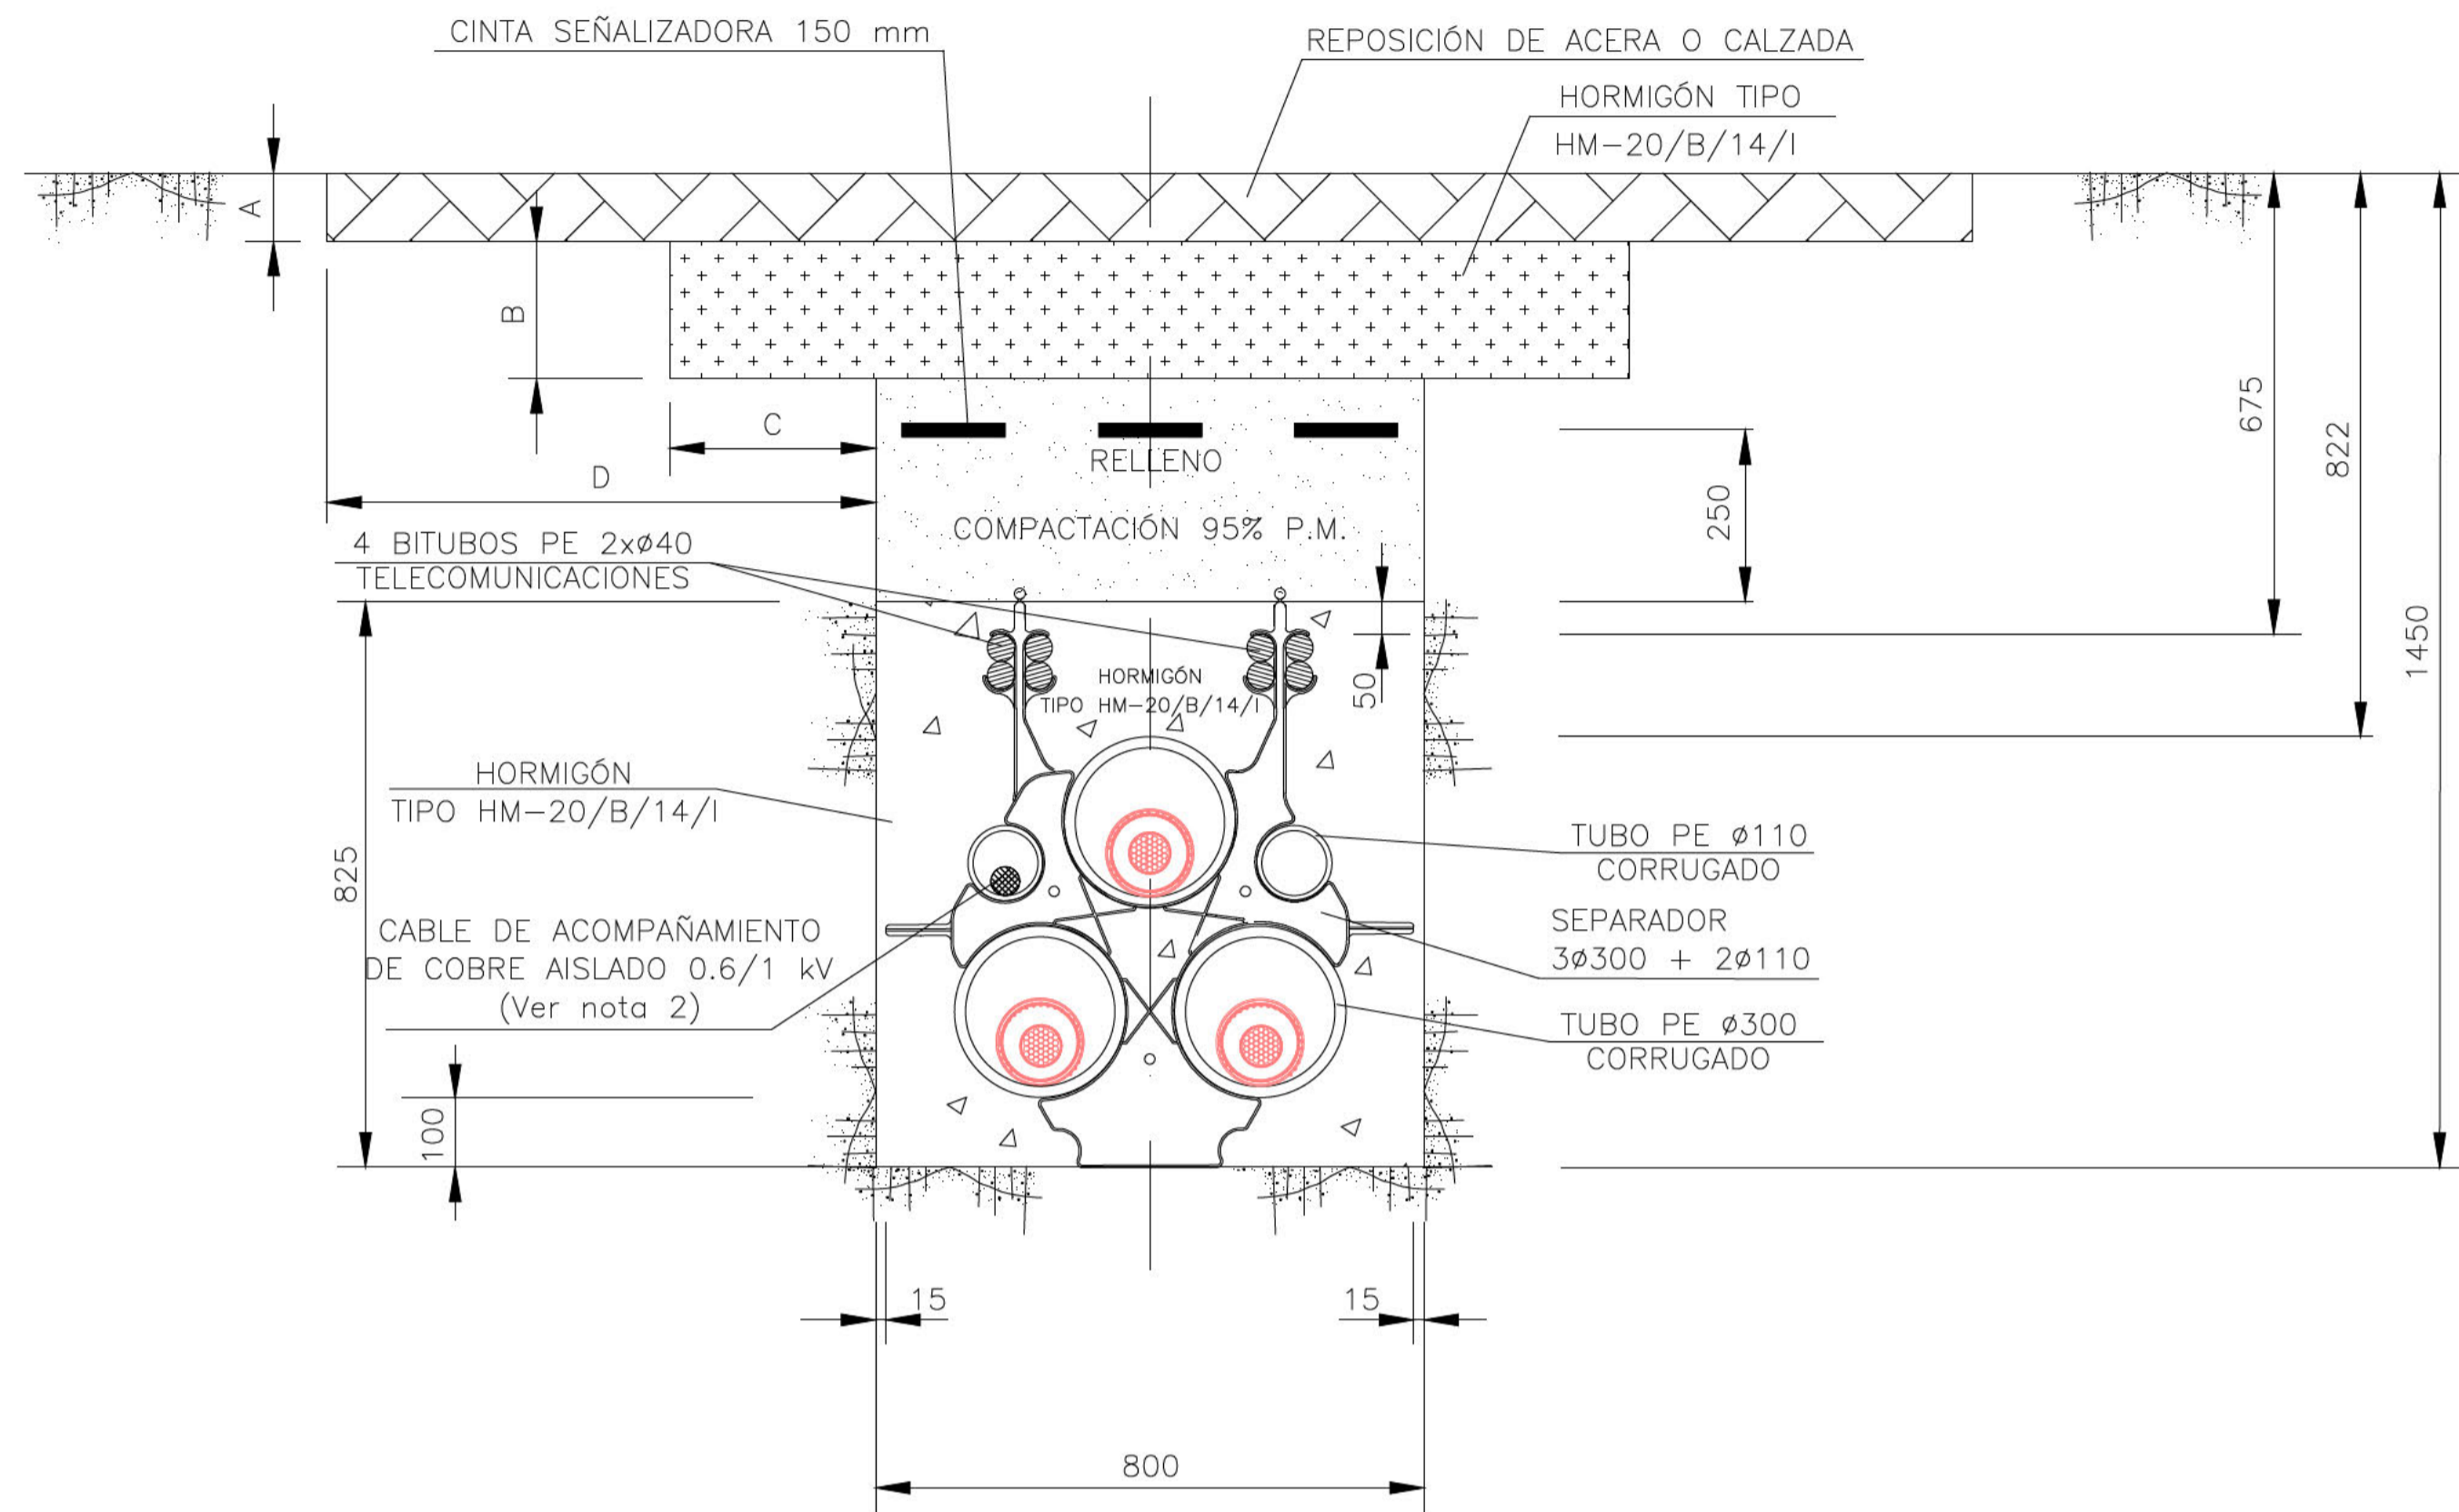 CINTA SEÑALIZADORA 150 mm
REPOSICIÓN DE ACERA O CALZADA
HORMIGÓN TIPO
HM-20/B/14/I
A
B
C
D
675
822
1450
250
RELLENO
COMPACTACIÓN 95% P.M.
4 BITUBOS PE 2xø40
TELECOMUNICACIONES
50
HORMIGÓN
TIPO HM-20/B/14/I
HORMIGÓN
TIPO HM-20/B/14/I
825
CABLE DE ACOMPAÑAMIENTO
DE COBRE AISLADO 0.6/1 kV
(Ver nota 2)
TUBO PE ø110
CORRUGADO
SEPARADOR
3ø300 + 2ø110
TUBO PE ø300
CORRUGADO
100
15
15
800